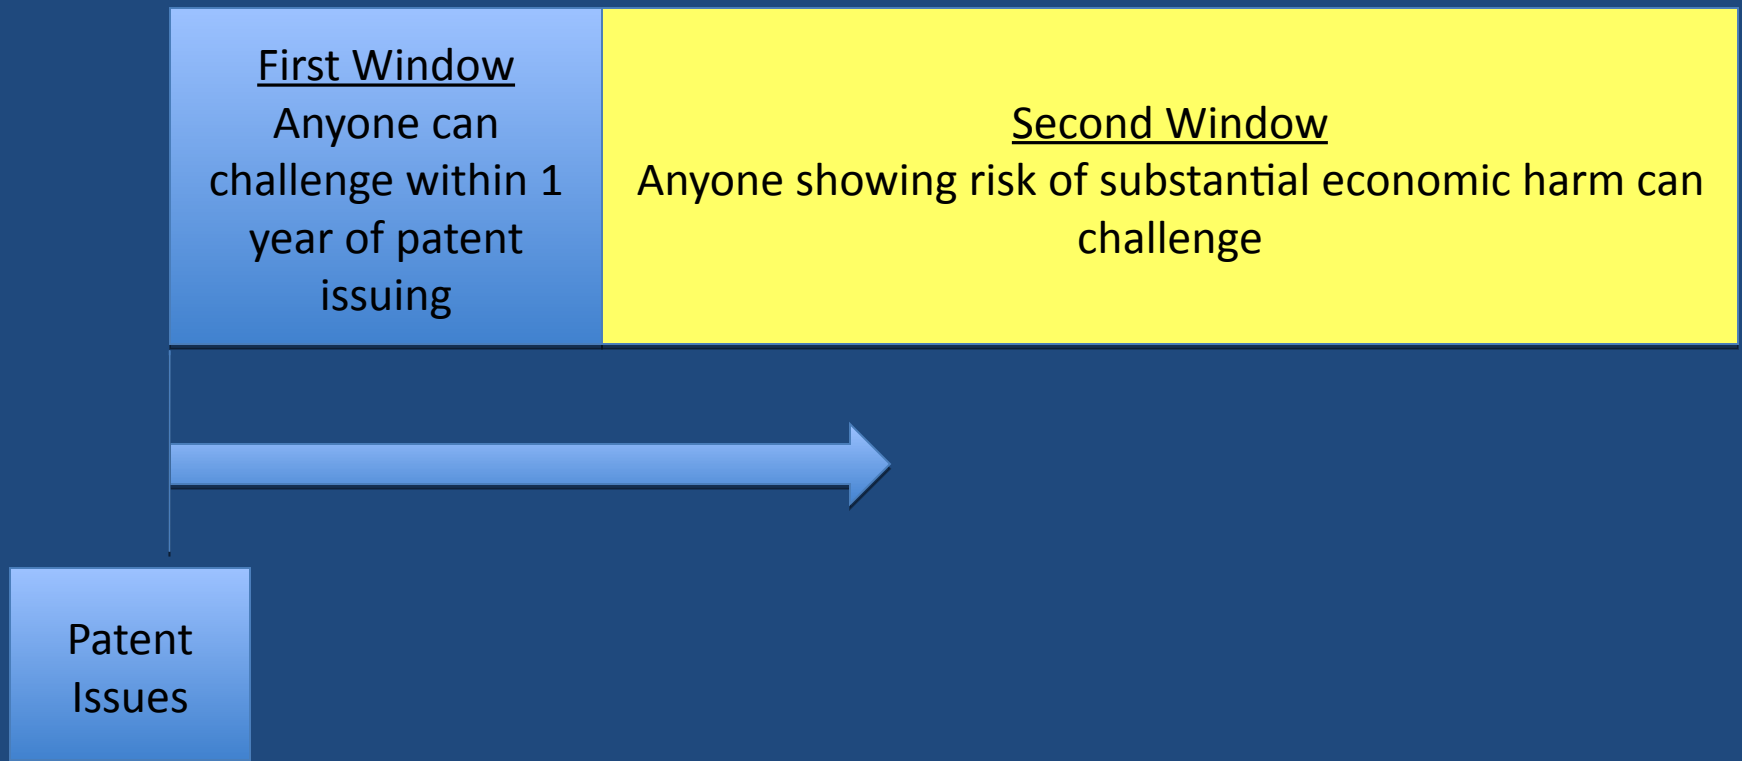 First Window
Anyone can
challenge within 1
year of patent
issuing
Second Window
Anyone showing risk of substantial economic harm can
challenge
Patent
Issues